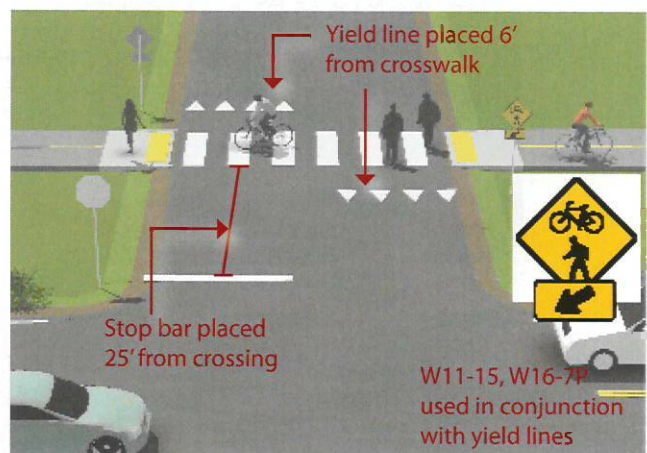 Yield line placed 6’
from crosswalk
Stop bar placed
25’ from crossing
W11-15, W16-7P
used in conjunction
with yield lines